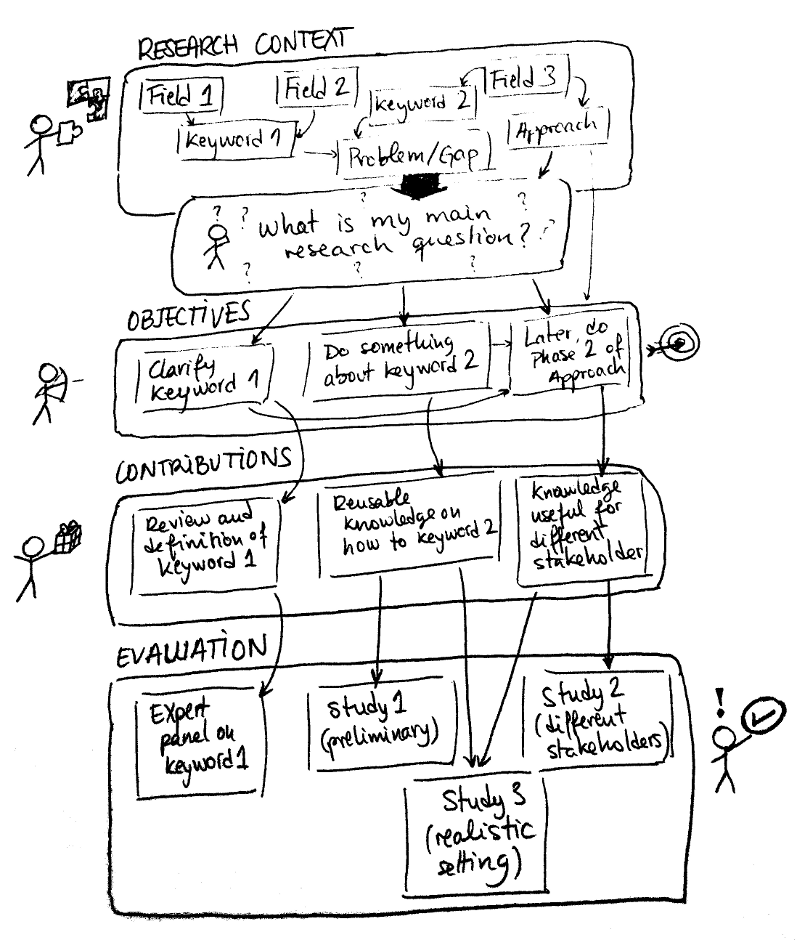 RESEARCH CONTEXT
Field 1
Field 2
Field 3
Keyword 2
Keyword 1
Approach
Problem/Gap
? ? ? ?
What is my main
research question? ?
? ? ?
OBJECTIVES
Clarify
Keyword 1
Do something
about keyword 2
Later, do
Phase 2 of
Approach
CONTRIBUTIONS
Review and
definition of
Keyword 1
Reusable
knowledge on
how to keyword 2
Knowledge
useful for
different
stakeholder
EVALUATION
Expert
panel on
keyword 1
Study 1
(preliminary)
Study 2
(different
stakeholders)
!
Study 3
(realistic
setting)